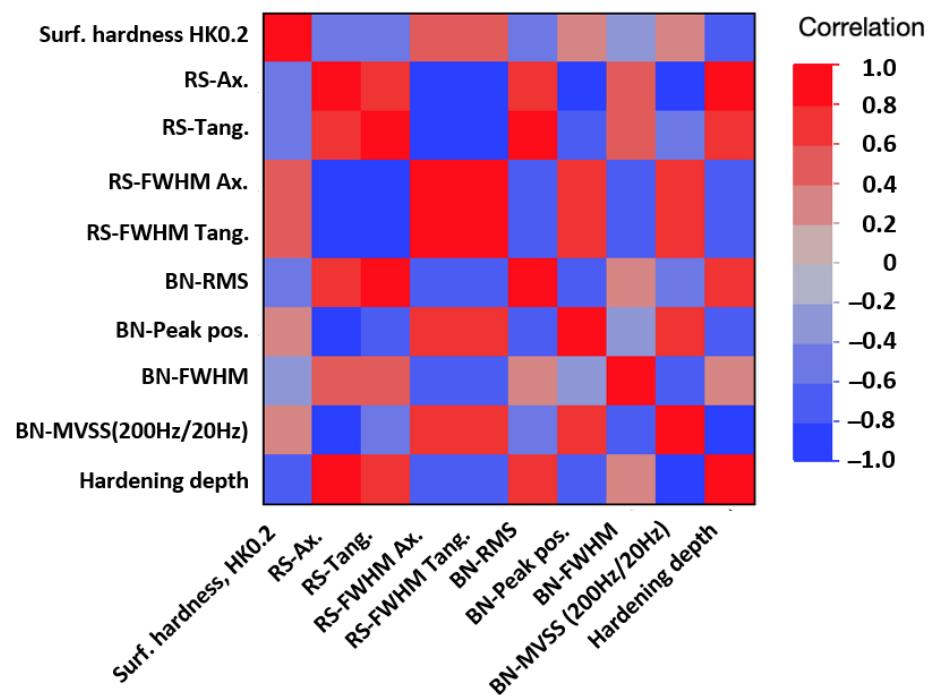 Correlation
Surf. hardness HK0.2
RS-Ax.
RS-Tang.
RS-FWHM Ax.
RS-FWHM Tang.
BN-RMS
BN-Peak pos.
BN-FWHM
BN-MVSS(200Hz/20Hz)
Hardening depth
1.0
0.8
0.6
0.4
0.2
0
−0.2
−0.4
−0.6
−0.8
−1.0
Surf. hardness, HK0.2
RS-Ax.
RS-Tang.
RS-FWHM Ax.
RS-FWHM Tang.
BN-RMS
BN-Peak pos.
BN-FWHM
BN-MVSS (200Hz/20Hz)
Hardening depth